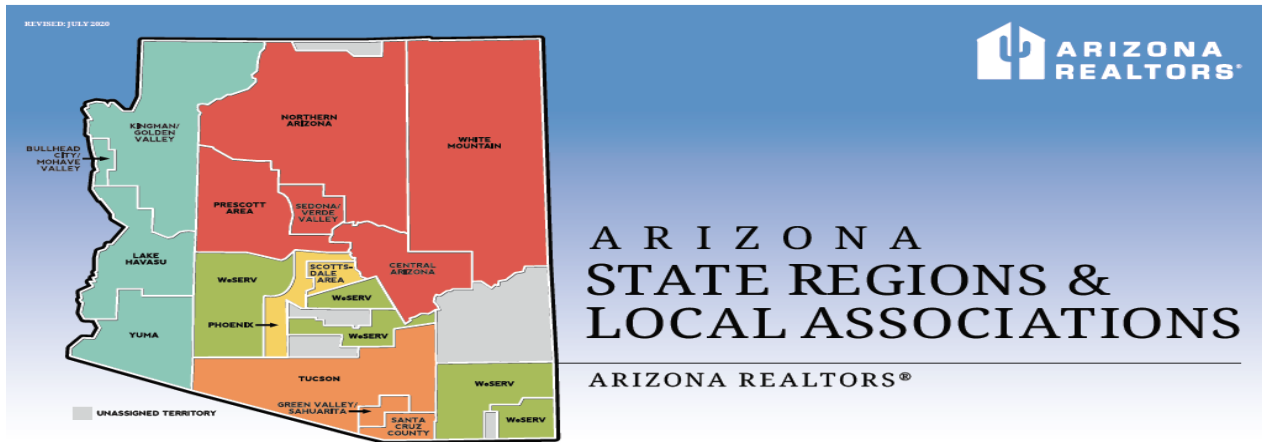 REVISED: JULY 2020
ARIZONA
REALTORS®
NORTHERN
ARIZONA
KINGMAN/
GOLDEN
VALLEY
WHITE
MOUNTAIN
BULLHEAD
CITY/
MOHAVE
VALLEY
PRESCOTT
AREA
SEDONA/
VERDE
VALLEY
LAKE
HAVASU
SCOTTS-
DALE
AREA
CENTRAL
ARIZONA
WeSERV
WeSERV
PHOENIX
YUMA
WeSERV
TUCSON
WeSERV
GREEN VALLEY/
SAHUARITA
SANTA
CRUZ
COUNTY
WeSERV
UNASSIGNED TERRITORY
ARIZONA
STATE REGIONS &
LOCAL ASSOCIATIONS
ARIZONA REALTORS®